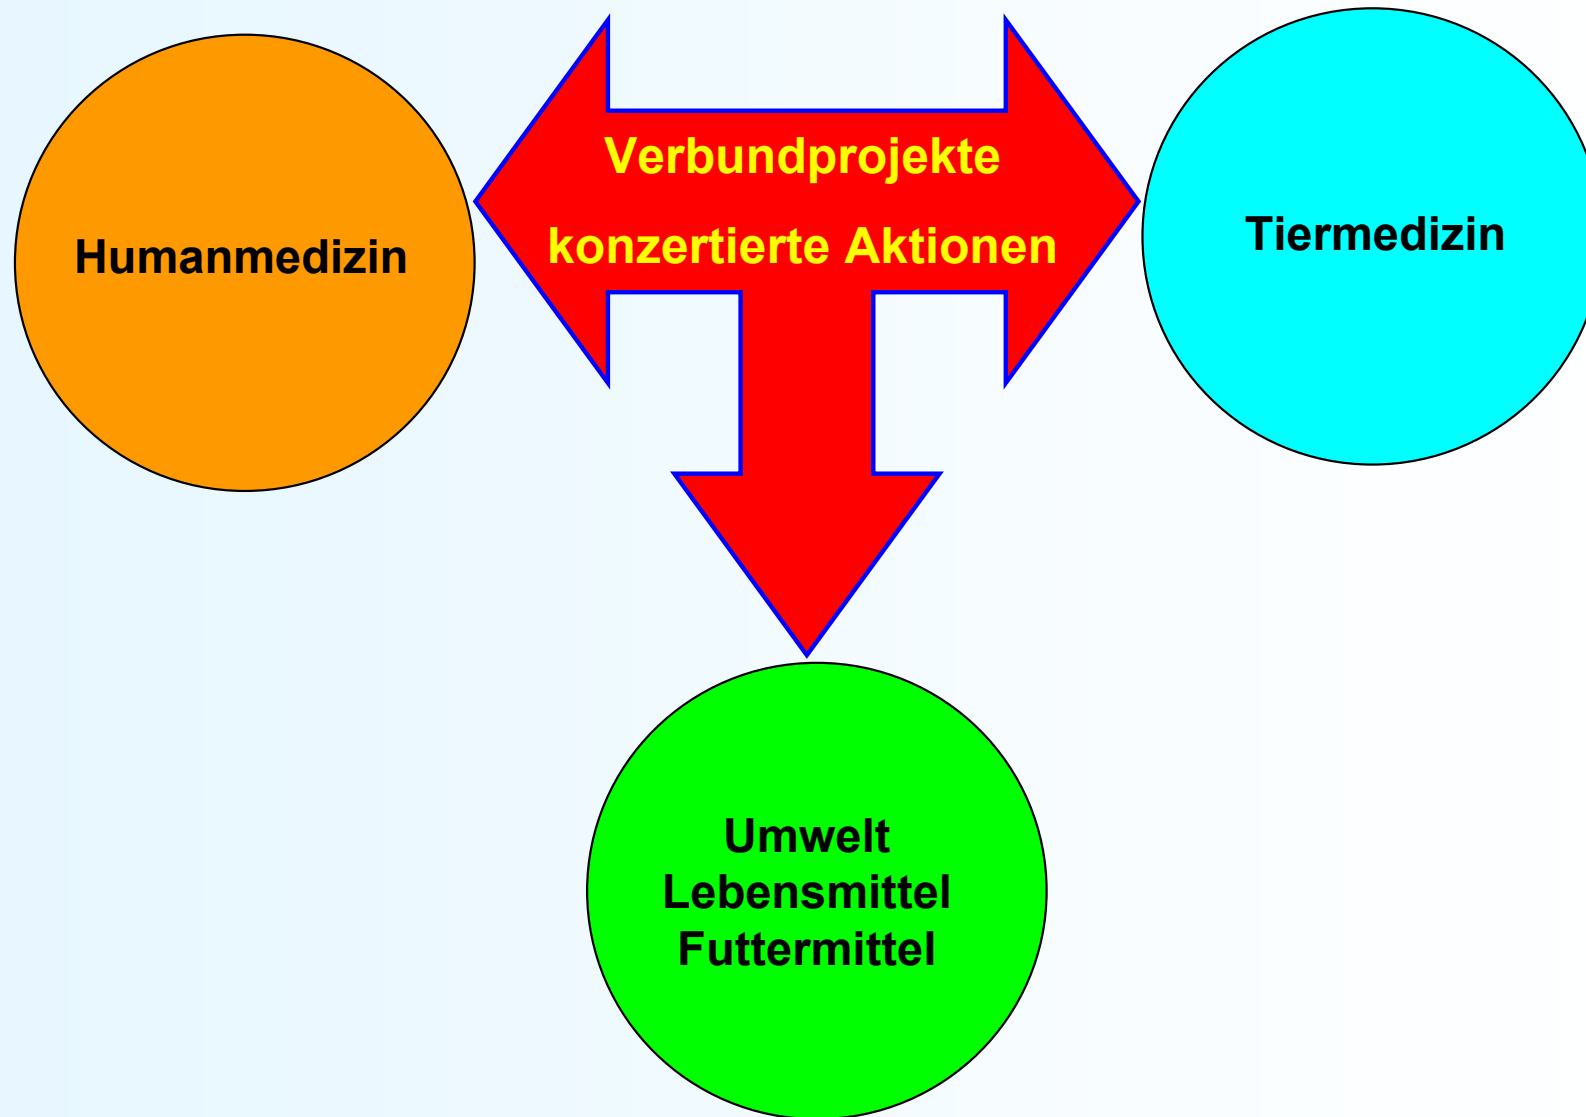 Verbundprojekte
konzertierte Aktionen
Humanmedizin
Tiermedizin
Umwelt
Lebensmittel
Futtermittel